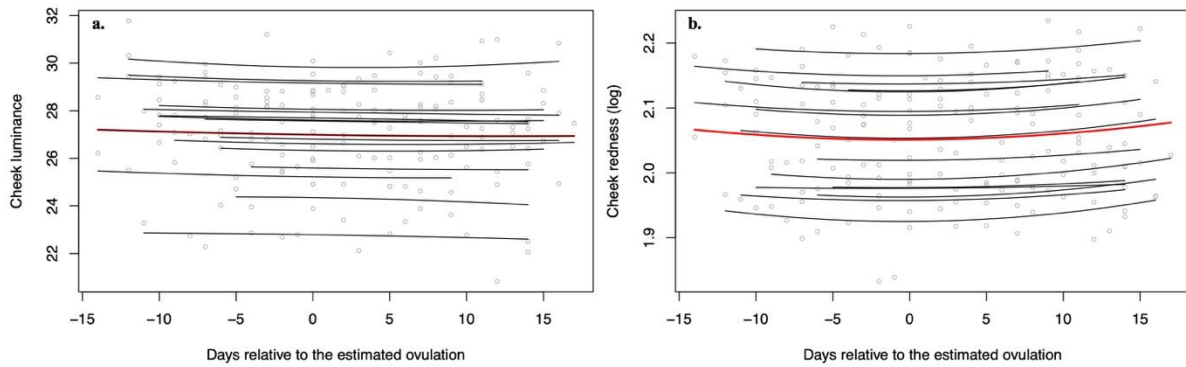 a.
Cheek luminance
32
30
28
26
24
22
−15 −10 −5 0 5 10 15
Days relative to the estimated ovulation
b.
Cheek redness (log)
2.2
2.1
2.0
1.9
−15 −10 −5 0 5 10 15
Days relative to the estimated ovulation